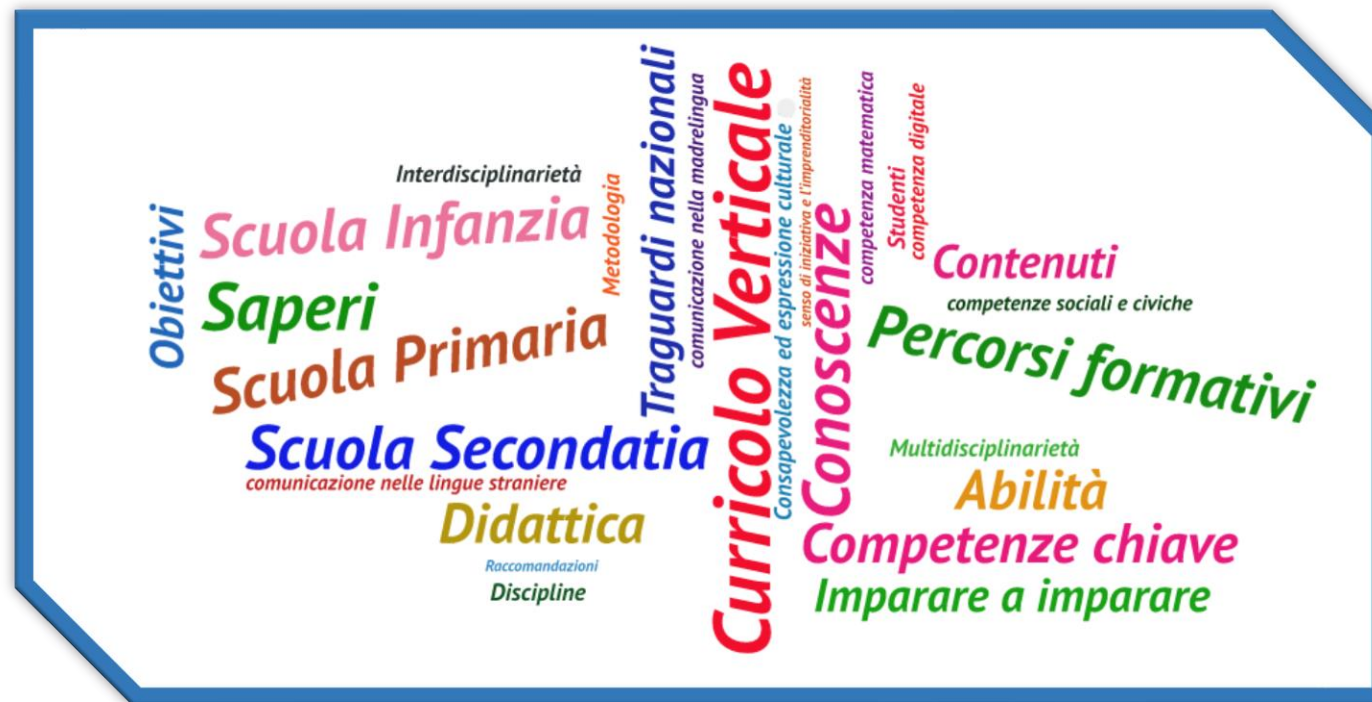 Interdisciplinarietà
Obiettivi
Scuola Infanzia
Metodologia
Saperi
Scuola Primaria
Scuola Secondatia
comunicazione nelle lingue straniere
Didattica
Raccomandazioni
Discipline
Traguardi nazionali
comunicazione nella madrelingua
Curricolo Verticale
Consapevolezza ed espressione culturale
senso di iniziativa e l'imprenditorialità
Conoscenze
competenza matematica
Studenti
competenza digitale
Contenuti
competenze sociali e civiche
Percorsi formativi
Multidisciplinarietà
Abilità
Competenze chiave
Imparare a imparare